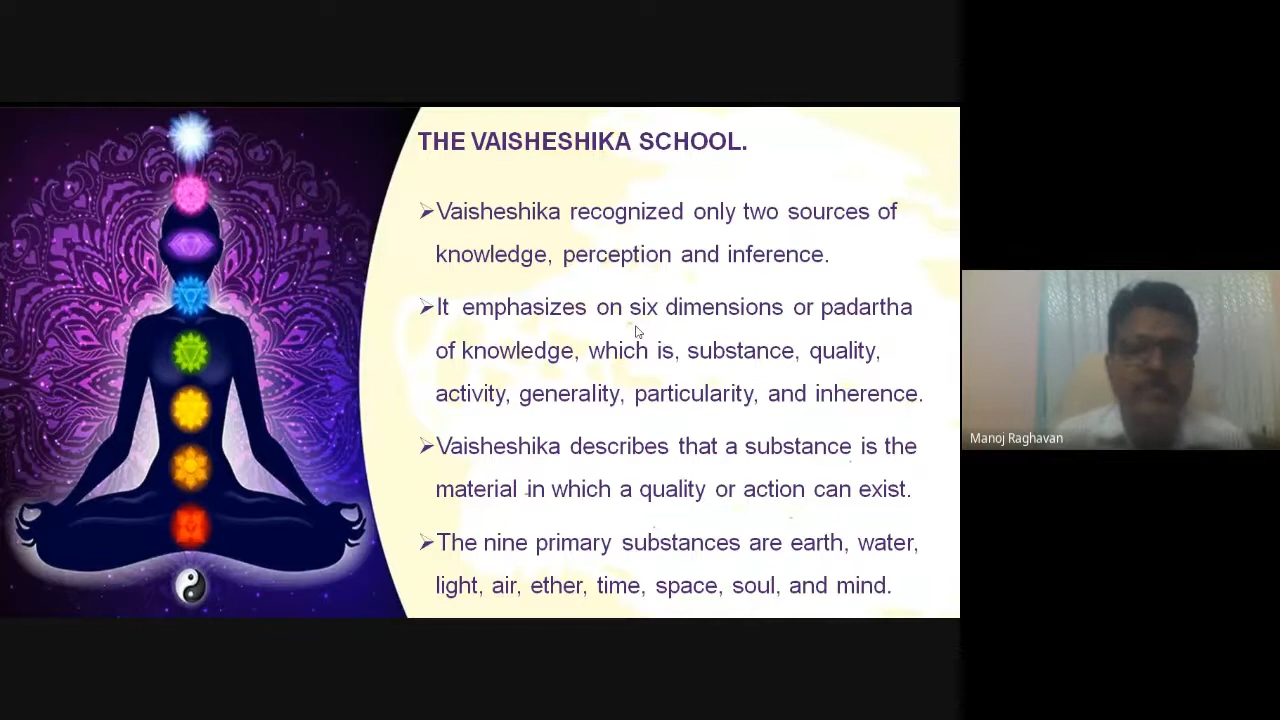 THE VAISHESHIKA SCHOOL.
➢Vaisheshika recognized only two sources of
knowledge, perception and inference.
➢It emphasizes on six dimensions or padartha
of knowledge, which is, substance, quality,
activity, generality, particularity, and inherence.
➢Vaisheshika describes that a substance is the
material in which a quality or action can exist.
➢The nine primary substances are earth, water,
light, air, ether, time, space, soul, and mind.
Manoj Raghavan